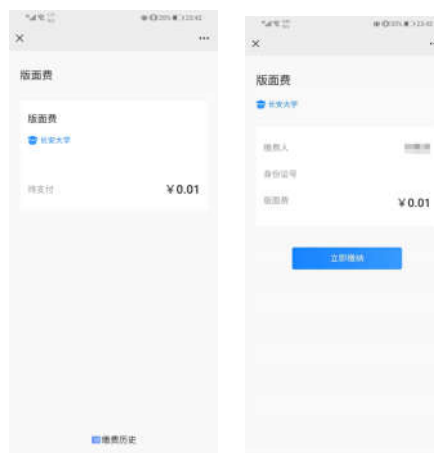 版面费
版面费
长安大学
待支付 ¥0.01
缴费历史
版面费
长安大学
缴费人
身份证号
版面费 ¥0.01
立即缴纳